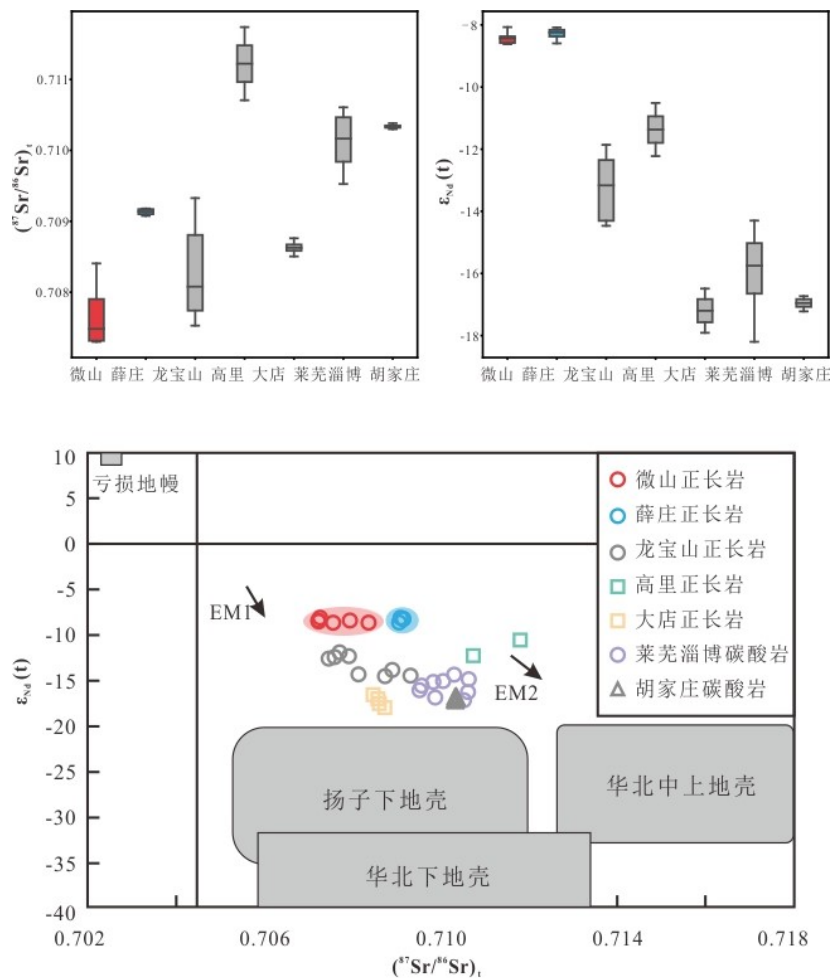 (⁸⁷Sr/⁸⁶Sr)ₜ
0.711
0.710
0.709
0.708
微山 薛庄 龙宝山 高里 大店 莱芜淄博 胡家庄
εNd(t)
-8
-10
-12
-14
-16
-18
微山 薛庄 龙宝山 高里 大店 莱芜淄博 胡家庄
εNd(t)
10
5
0
-5
-10
-15
-20
-25
-30
-35
-40
亏损地幔
EM1
EM2
扬子下地壳
华北下地壳
华北中上地壳
微山正长岩
薛庄正长岩
龙宝山正长岩
高里正长岩
大店正长岩
莱芜淄博碳酸岩
胡家庄碳酸岩
0.702 0.706 0.710 0.714 0.718
(⁸⁷Sr/⁸⁶Sr)ₜ